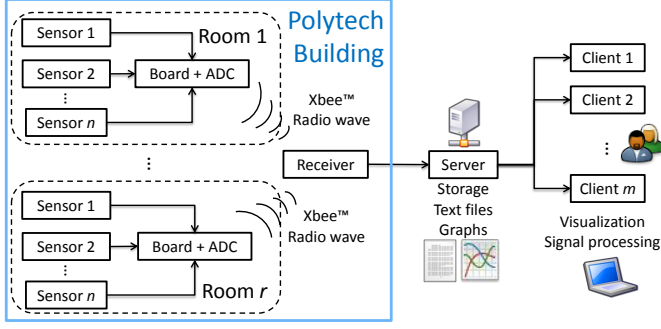 Polytech
Building
Room 1
Sensor 1
Sensor 2
...
Sensor n
Board + ADC
Xbee™
Radio wave
...
Receiver
Room r
Sensor 1
Sensor 2
...
Sensor n
Board + ADC
Xbee™
Radio wave
Server
Storage
Text files
Graphs
Client 1
Client 2
...
Client m
Visualization
Signal processing